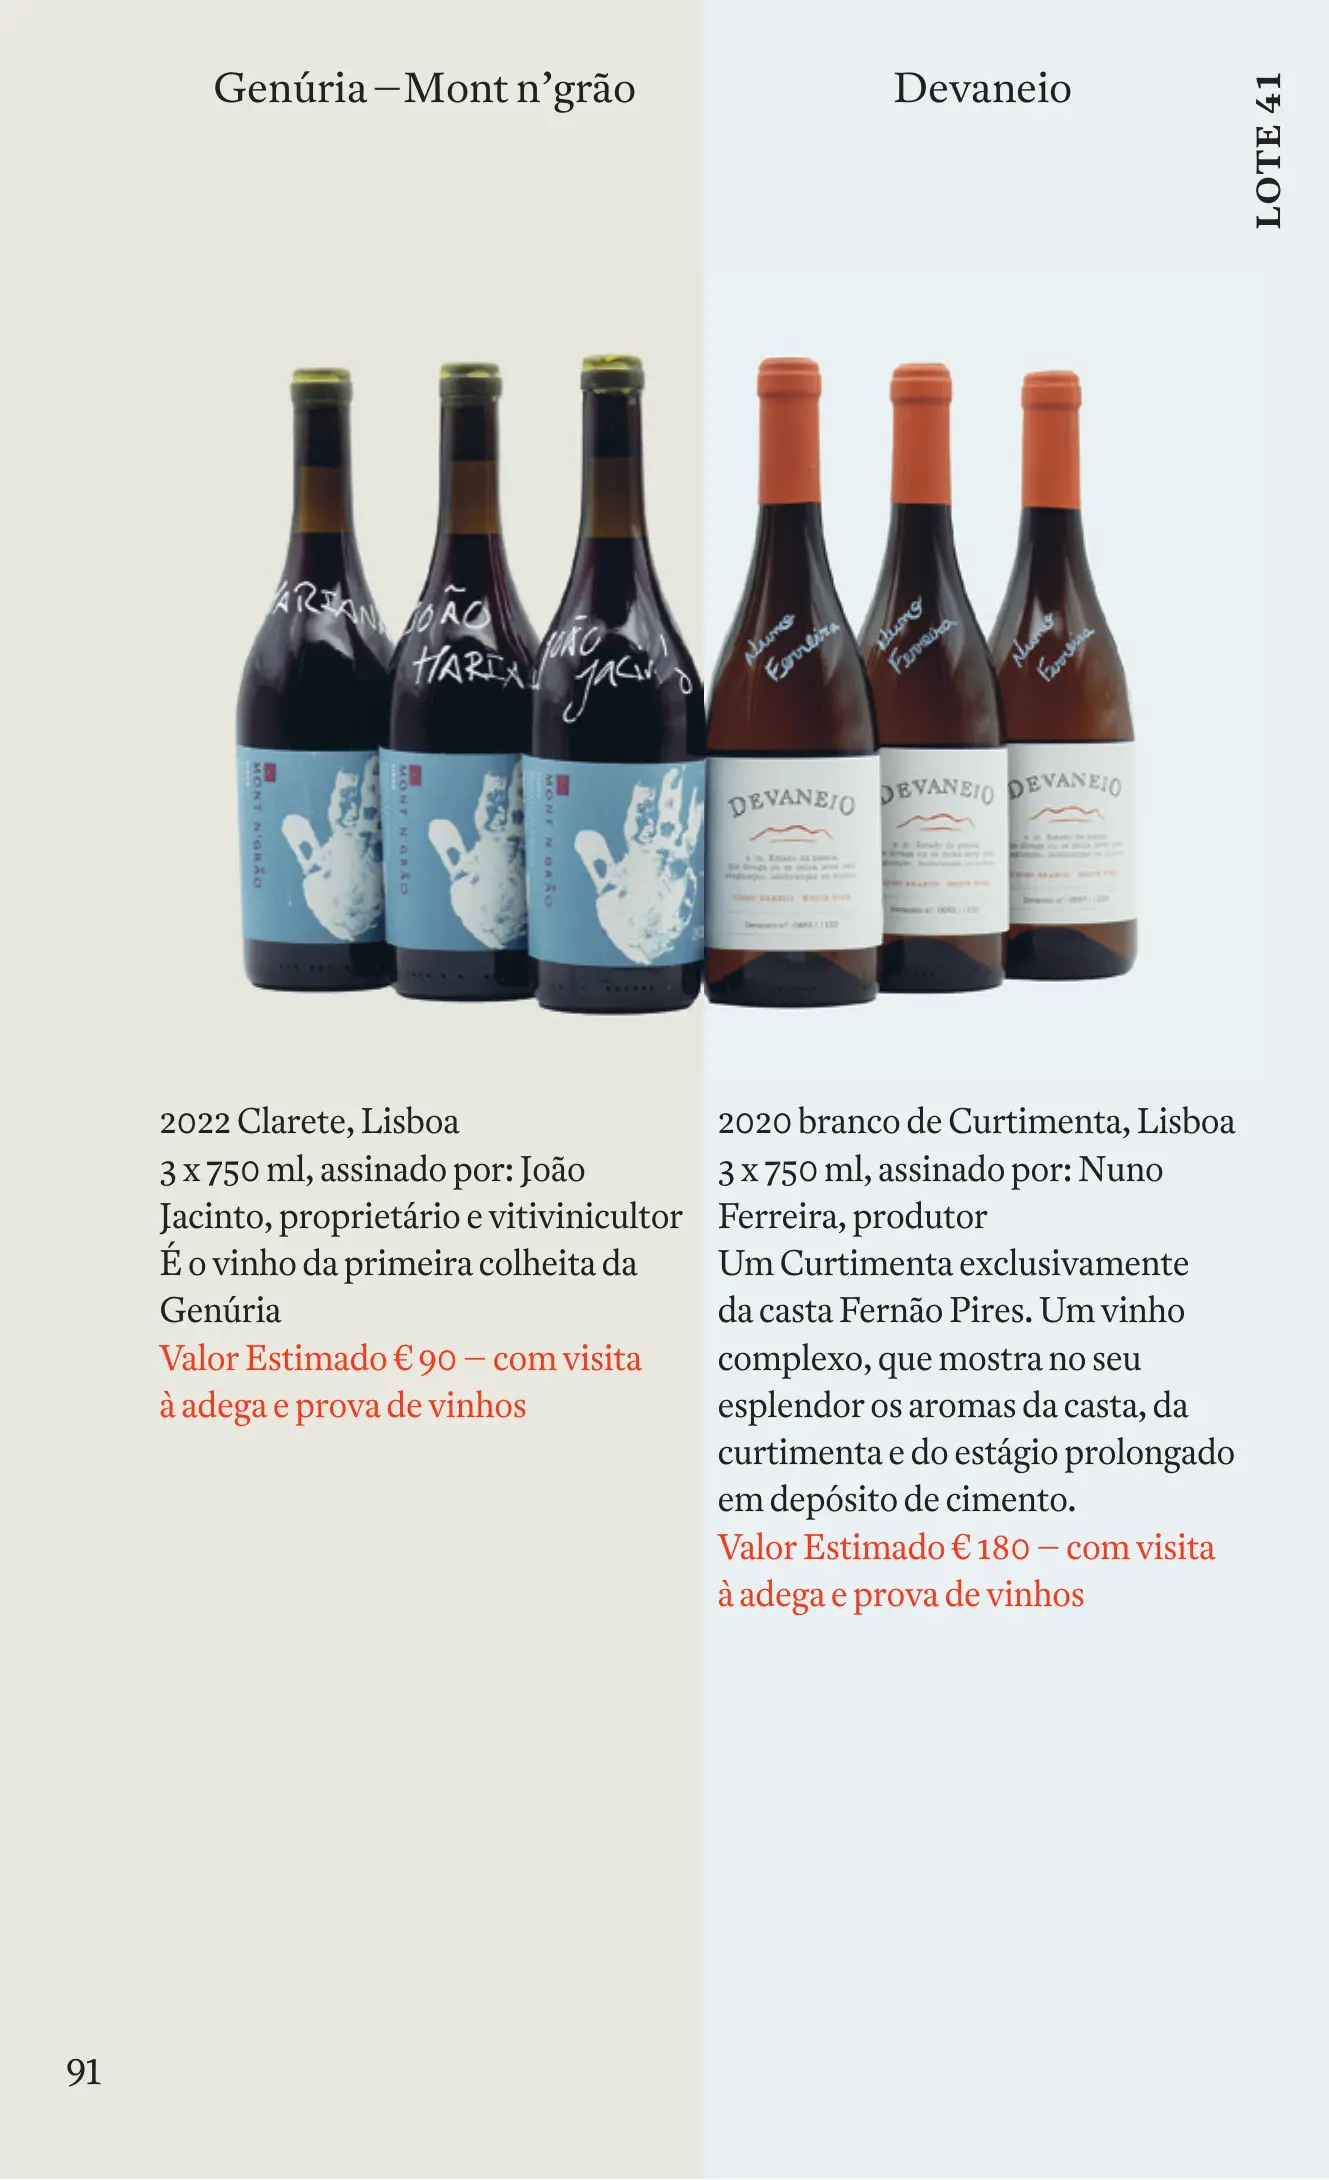 Genúria – Mont n’grão
Devaneio
LOTE 41
JOÃO
JOÃO
Nuno
Ferreira
Nuno
Ferreira
Nuno
Ferreira
MONT N'GRÃO
MONT N'GRÃO
MONT N'GRÃO
DEVANEIO
DEVANEIO
DEVANEIO
VINHO BRANCO WHITE WINE
2022 Clarete, Lisboa
3 x 750 ml, assinado por: João
Jacinto, proprietário e vitivinicultor
É o vinho da primeira colheita da
Genúria
Valor Estimado € 90 – com visita
à adega e prova de vinhos
2020 branco de Curtimenta, Lisboa
3 x 750 ml, assinado por: Nuno
Ferreira, produtor
Um Curtimenta exclusivamente
da casta Fernão Pires. Um vinho
complexo, que mostra no seu
esplendor os aromas da casta, da
curtimenta e do estágio prolongado
em depósito de cimento.
Valor Estimado € 180 – com visita
à adega e prova de vinhos
91